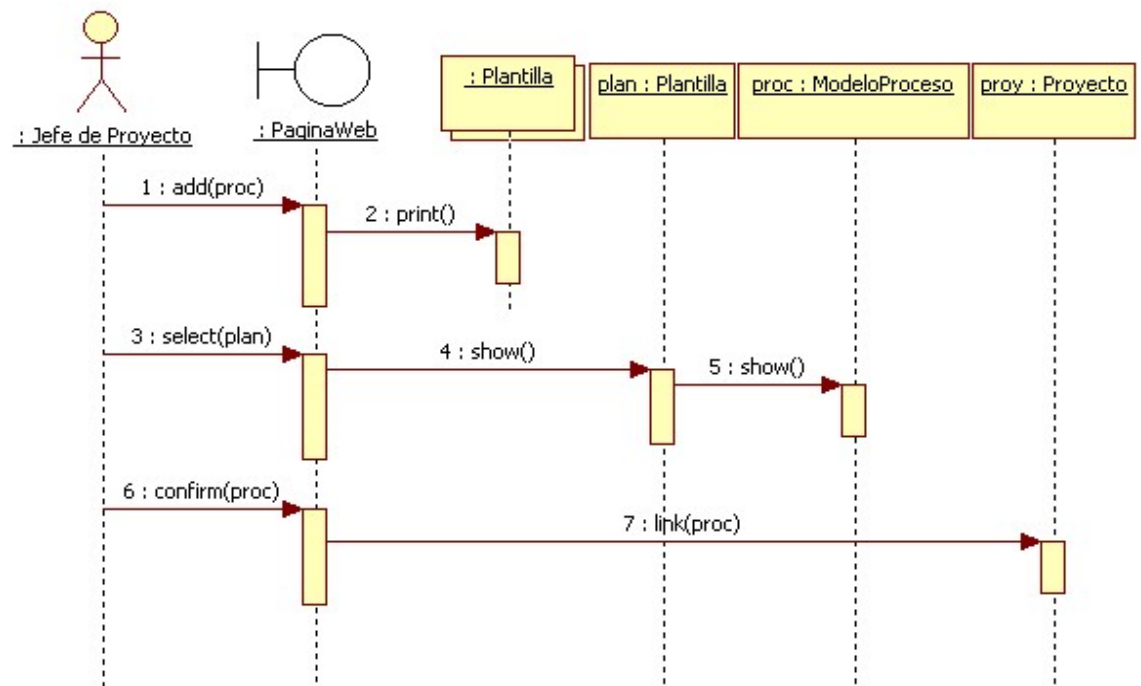 : Jefe de Proyecto
: PaginaWeb
: Plantilla
plan : Plantilla
proc : ModeloProceso
proy : Proyecto
1 : add(proc)
2 : print()
3 : select(plan)
4 : show()
5 : show()
6 : confirm(proc)
7 : link(proc)